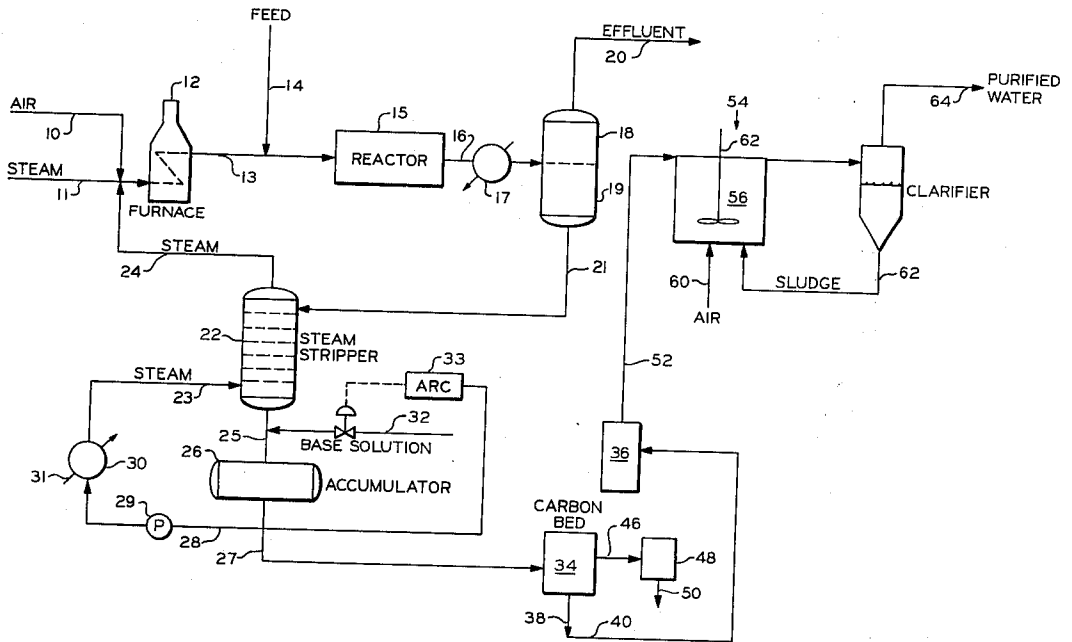 FEED
14
12
AIR
10
STEAM
11
FURNACE
13
15
REACTOR
16
17
EFFLUENT
20
18
19
21
54
62
56
60
AIR
SLUDGE
62
CLARIFIER
64
PURIFIED
WATER
STEAM
24
22
STEAM
STRIPPER
STEAM
23
33
ARC
32
BASE SOLUTION
25
26
ACCUMULATOR
31
30
29
P
28
27
CARBON
BED
34
46
48
50
38
40
36
52